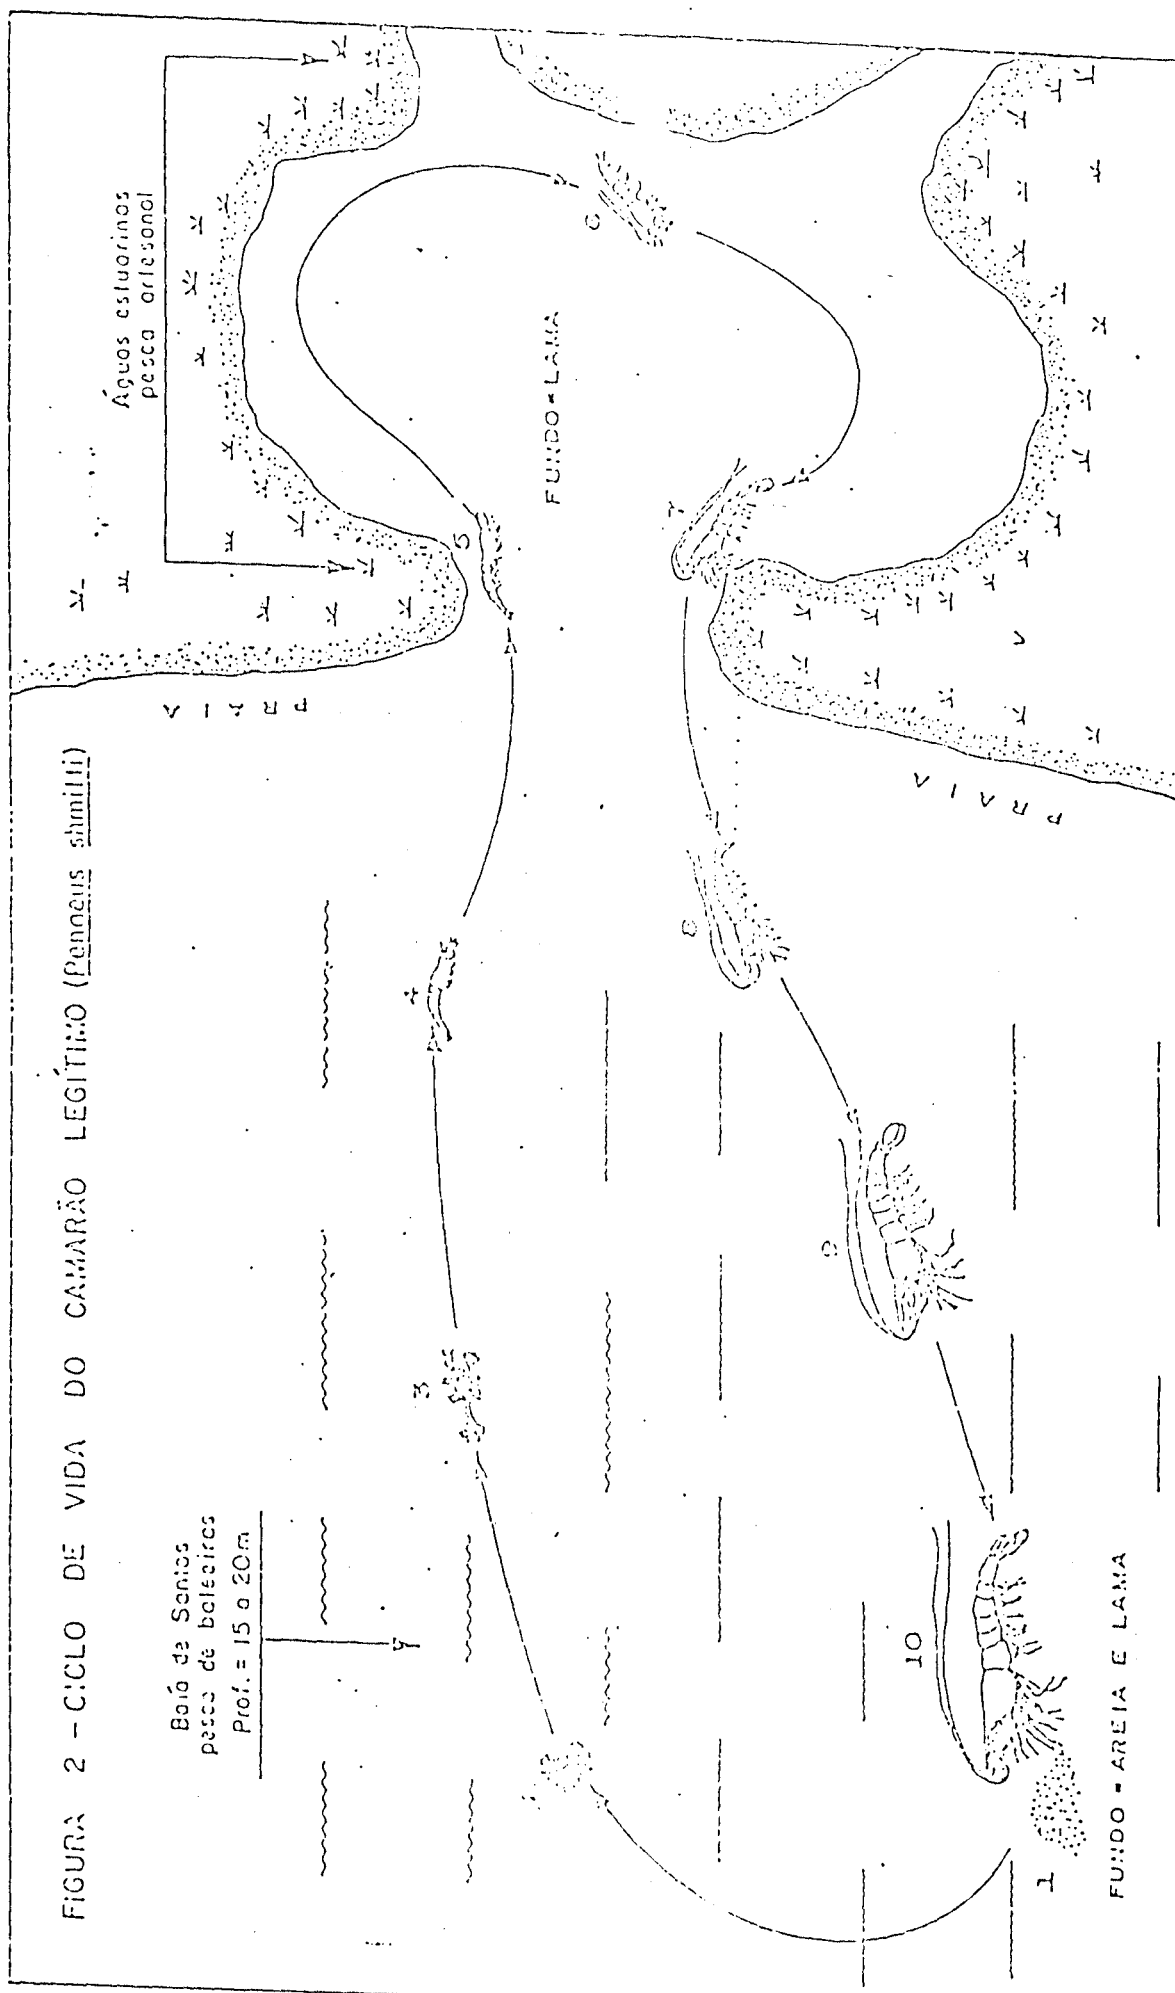 FIGURA 2 - CICLO DE VIDA DO CAMARÃO LEGÍTIMO (Penaeus shmitti)
Baía de Santos
pesca de baleeiros
Prof. = 15 a 20m
Águas estuarinas
pesca artesanal
PRAIA
3
4
5
6
FUNDO = LAMA
7
8
9
10
PRAIA
1
FUNDO = AREIA E LAMA